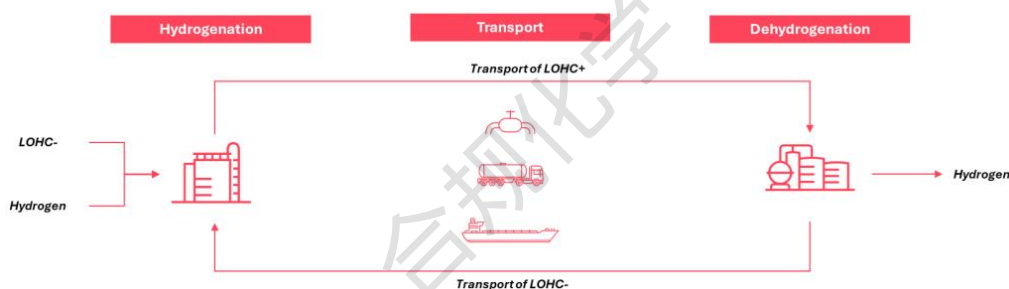 Hydrogenation
Transport
Dehydrogenation
Transport of LOHC+
LOHC-
Hydrogen
Hydrogen
Transport of LOHC-
合规化学